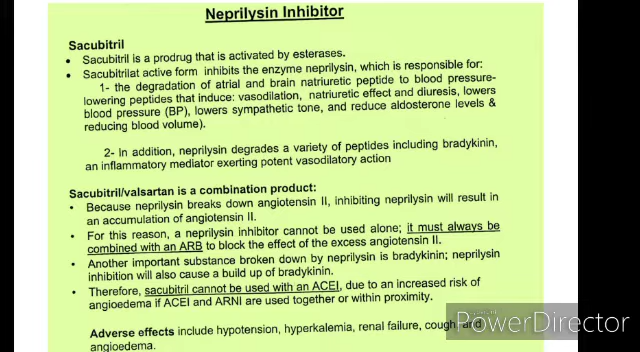 Neprilysin Inhibitor
Sacubitril
• Sacubitril is a prodrug that is activated by esterases.
• Sacubitrilat active form inhibits the enzyme neprilysin, which is responsible for:
1- the degradation of atrial and brain natriuretic peptide to blood pressure-
lowering peptides that induce: vasodilation, natriuretic effect and diuresis, lowers
blood pressure (BP), lowers sympathetic tone, and reduce aldosterone levels &
reducing blood volume).
2- In addition, neprilysin degrades a variety of peptides including bradykinin,
an inflammatory mediator exerting potent vasodilatory action
Sacubitril/valsartan is a combination product:
• Because neprilysin breaks down angiotensin II, inhibiting neprilysin will result in
an accumulation of angiotensin II.
• For this reason, a neprilysin inhibitor cannot be used alone; it must always be
combined with an ARB to block the effect of the excess angiotensin II.
• Another important substance broken down by neprilysin is bradykinin; neprilysin
inhibition will also cause a build up of bradykinin.
• Therefore, sacubitril cannot be used with an ACEI, due to an increased risk of
angioedema if ACEI and ARNI are used together or within proximity.
Adverse effects include hypotension, hyperkalemia, renal failure, cough, and
angioedema.
PowerDirector